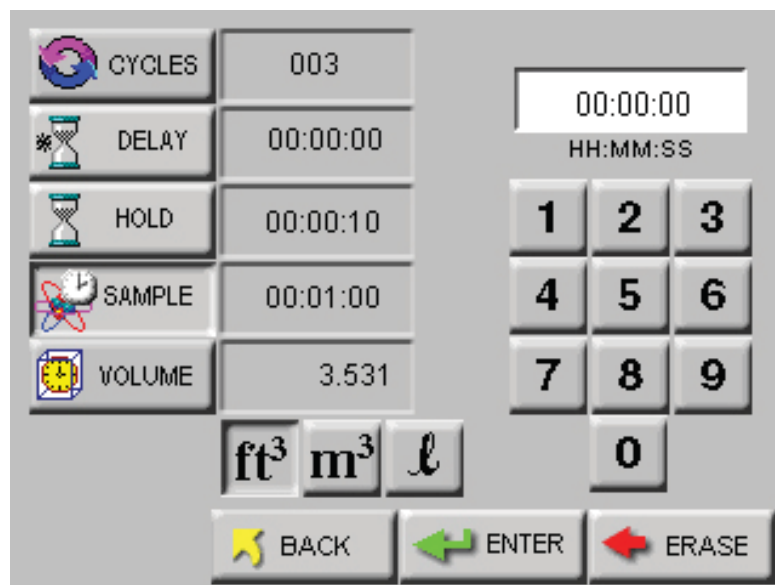 CYCLES 003
00:00:00
DELAY 00:00:00
HH:MM:SS
HOLD 00:00:10
1 2 3
SAMPLE 00:01:00
4 5 6
VOLUME 3.531
7 8 9
ft³ m³ ℓ
0
BACK ENTER ERASE